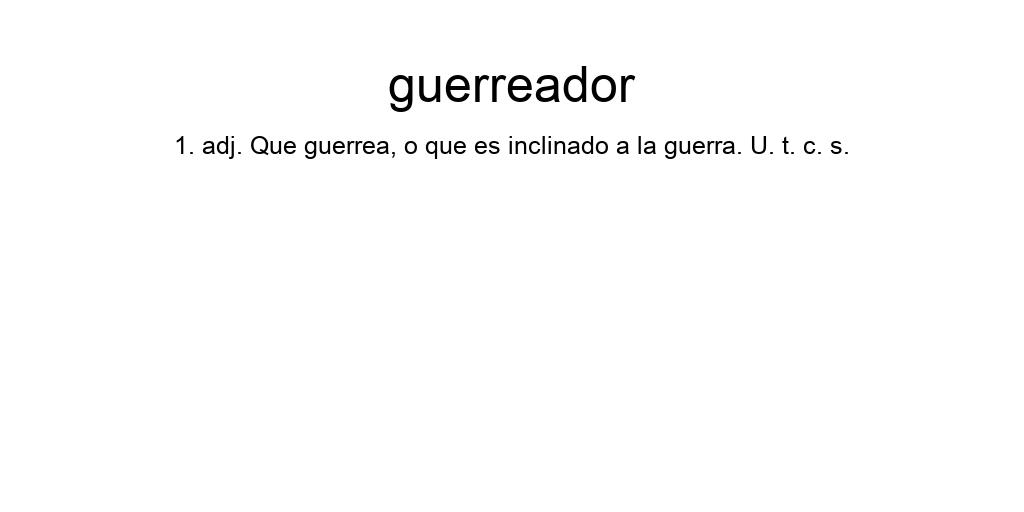 guerreador
1. adj. Que guerrea, o que es inclinado a la guerra. U. t. c. s.